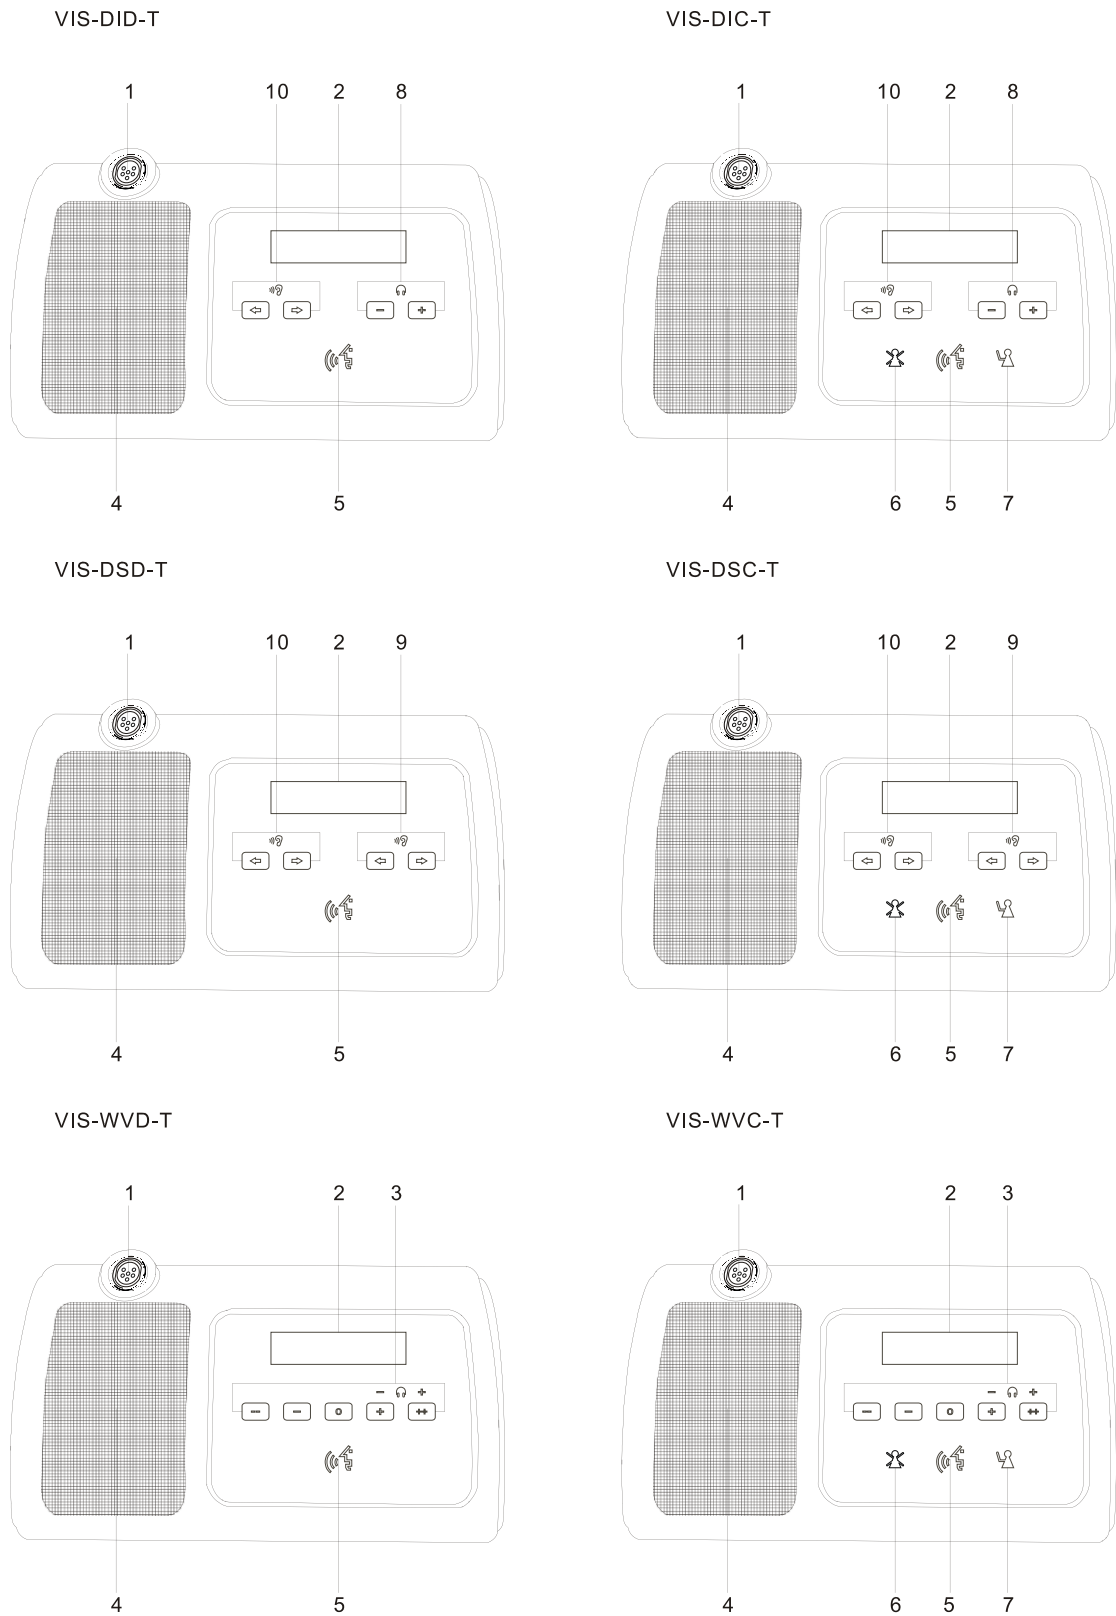 VIS-DID-T VIS-DIC-T
1 10 2 8 1 10 2 8
− + − +
4 5 4 6 5 7
VIS-DSD-T VIS-DSC-T
1 10 2 9 1 10 2 9
4 5 4 6 5 7
VIS-WVD-T VIS-WVC-T
1 2 3 1 2 3
− + − +
−− − 0 + ++ −− − 0 + ++
4 5 4 6 5 7